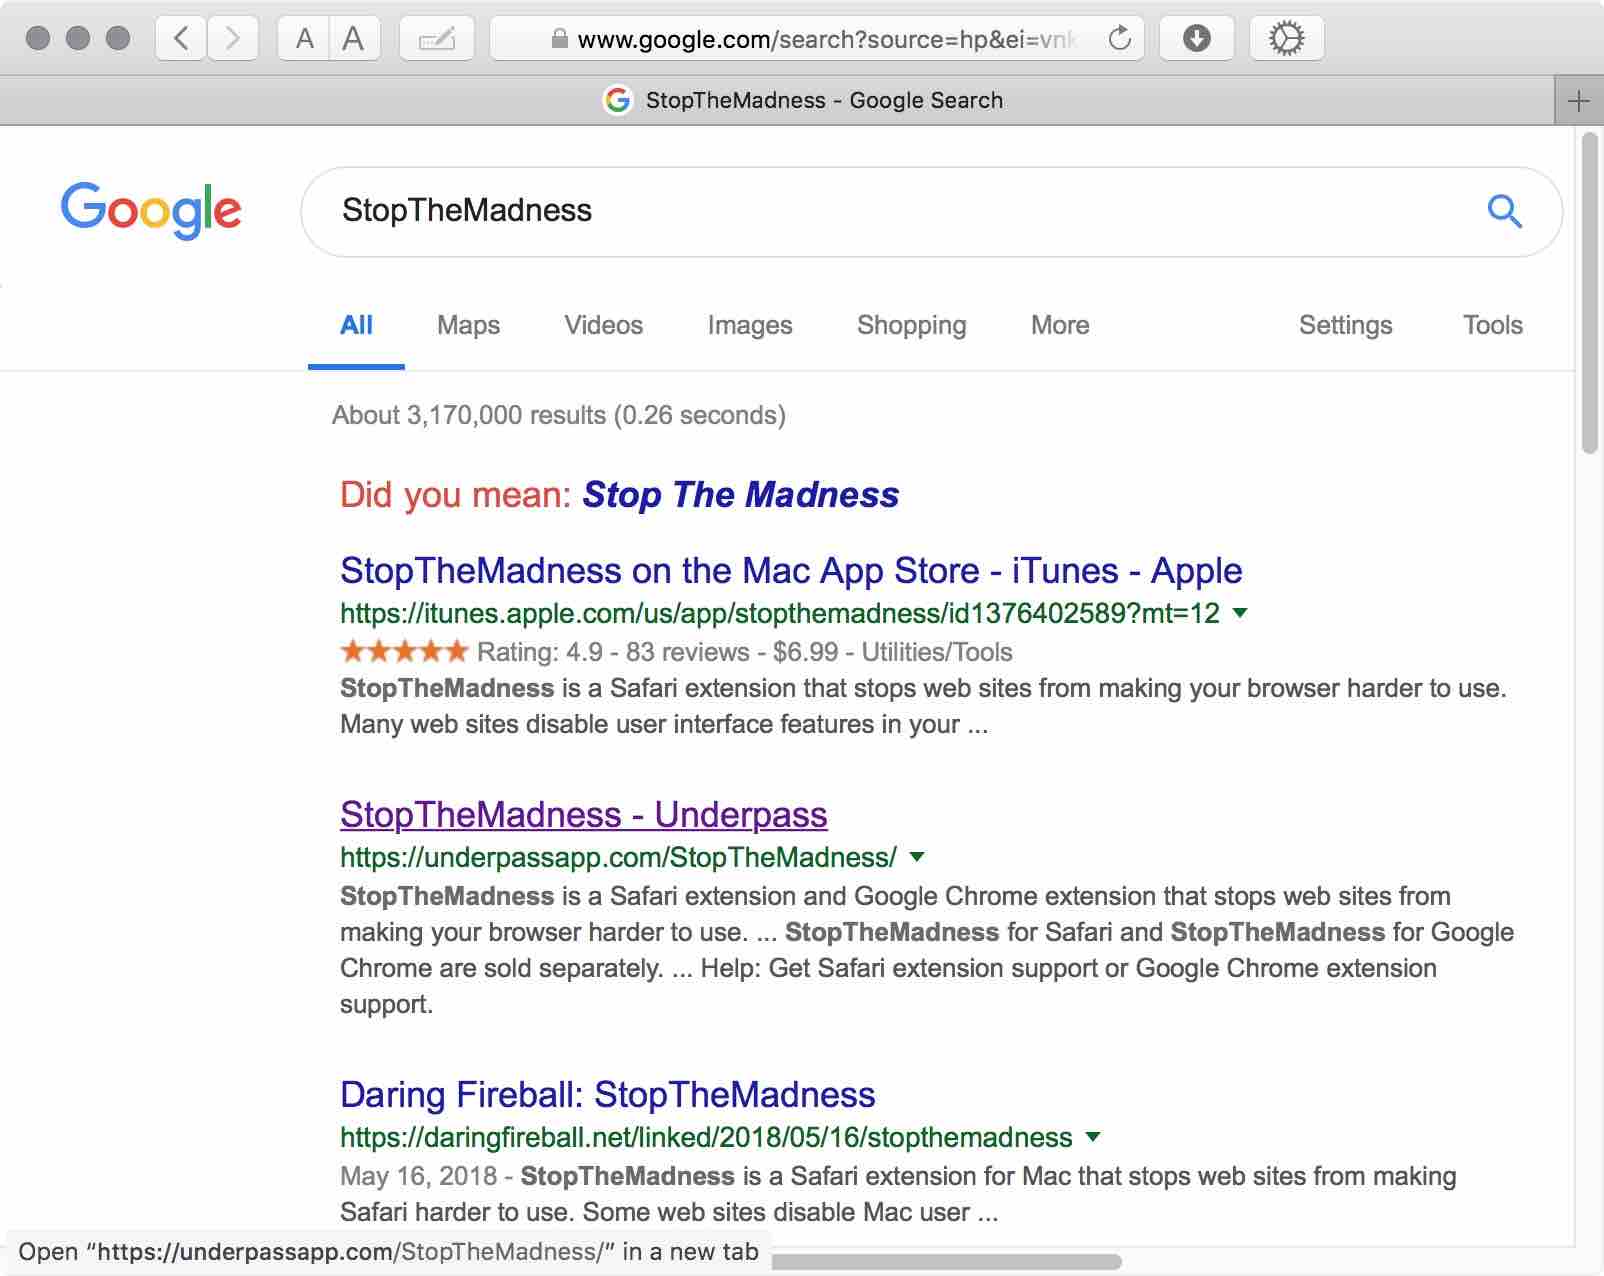 A A
www.google.com/search?source=hp&ei=vnk
StopTheMadness - Google Search
Google
StopTheMadness
All Maps Videos Images Shopping More Settings Tools
About 3,170,000 results (0.26 seconds)
Did you mean: Stop The Madness
StopTheMadness on the Mac App Store - iTunes - Apple
https://itunes.apple.com/us/app/stopthemadness/id1376402589?mt=12
Rating: 4.9 - 83 reviews - $6.99 - Utilities/Tools
StopTheMadness is a Safari extension that stops web sites from making your browser harder to use.
Many web sites disable user interface features in your ...
StopTheMadness - Underpass
https://underpassapp.com/StopTheMadness/
StopTheMadness is a Safari extension and Google Chrome extension that stops web sites from
making your browser harder to use. ... StopTheMadness for Safari and StopTheMadness for Google
Chrome are sold separately. ... Help: Get Safari extension support or Google Chrome extension
support.
Daring Fireball: StopTheMadness
https://daringfireball.net/linked/2018/05/16/stopthemadness
May 16, 2018 - StopTheMadness is a Safari extension for Mac that stops web sites from making
Safari harder to use. Some web sites disable Mac user ...
Open “https://underpassapp.com/StopTheMadness/” in a new tab